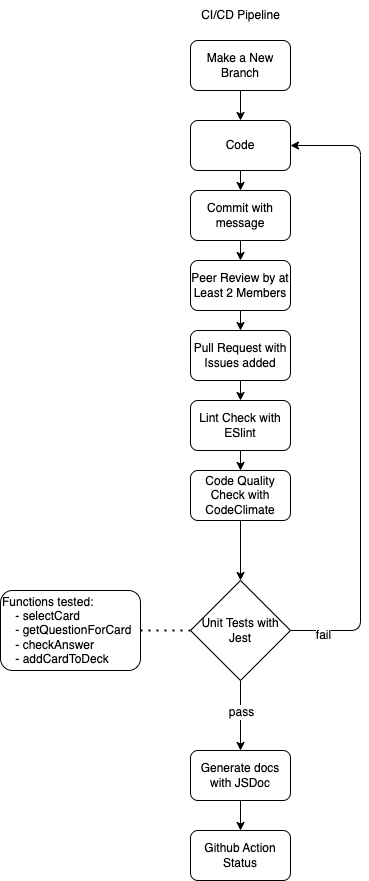 CI/CD Pipeline
Make a New
Branch
Code
Commit with
message
Peer Review by at
Least 2 Members
Pull Request with
Issues added
Lint Check with
ESlint
Code Quality
Check with
CodeClimate
Functions tested:
- selectCard
- getQuestionForCard
- checkAnswer
- addCardToDeck
Unit Tests with
Jest
fail
pass
Generate docs
with JSDoc
Github Action
Status